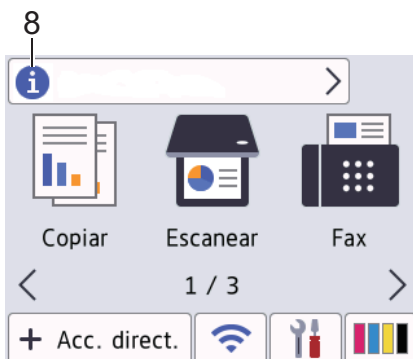 8
i
Copiar Escanear Fax
1 / 3
+ Acc. direct.